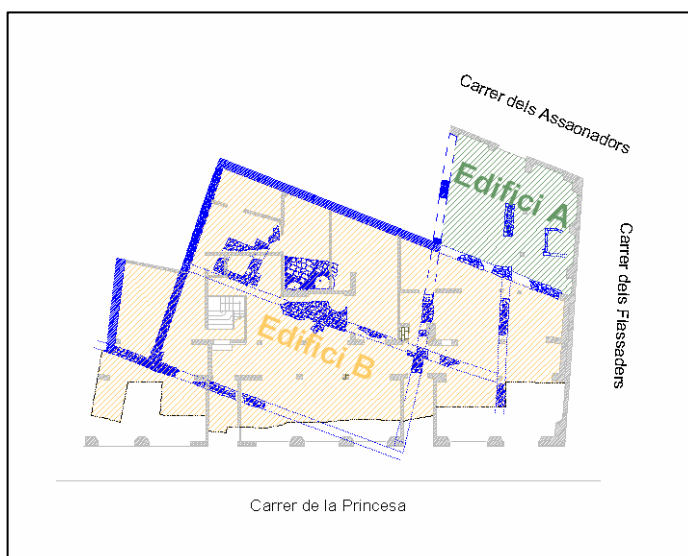 Carrer dels Assaonadors
Edifici A
Carrer dels Flassaders
Edifici B
Carrer de la Princesa